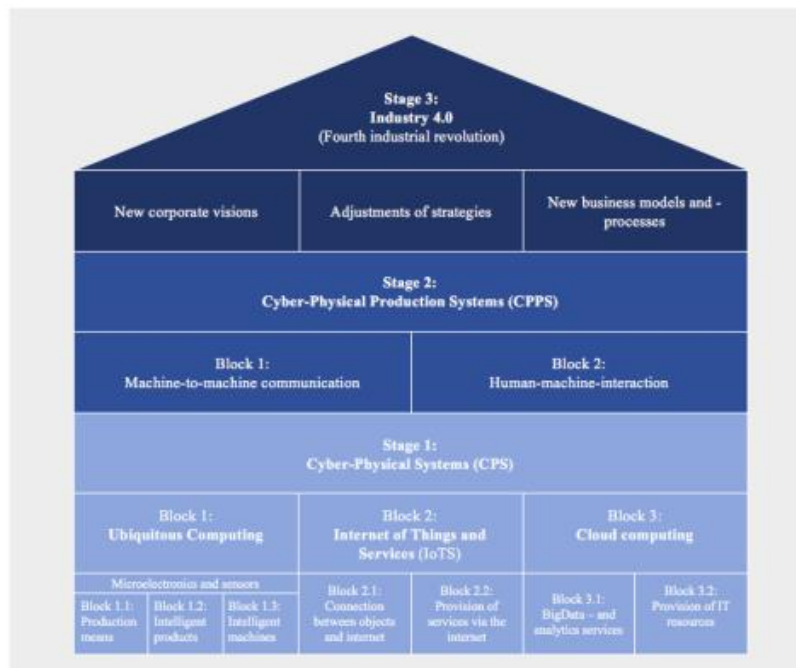 Stage 3:
Industry 4.0
(Fourth industrial revolution)
New corporate visions
Adjustments of strategies
New business models and -
processes
Stage 2:
Cyber-Physical Production Systems (CPPS)
Block 1:
Machine-to-machine communication
Block 2:
Human-machine-interaction
Stage 1:
Cyber-Physical Systems (CPS)
Block 1:
Ubiquitous Computing
Block 2:
Internet of Things and
Services (IoTS)
Block 3:
Cloud computing
Microelectronics and sensors
Block 1.1:
Production
means
Block 1.2:
Intelligent
products
Block 1.3:
Intelligent
machines
Block 2.1:
Connection
between objects
and internet
Block 2.2:
Provision of
services via the
internet
Block 3.1:
BigData – and
analytics services
Block 3.2:
Provision of IT
resources